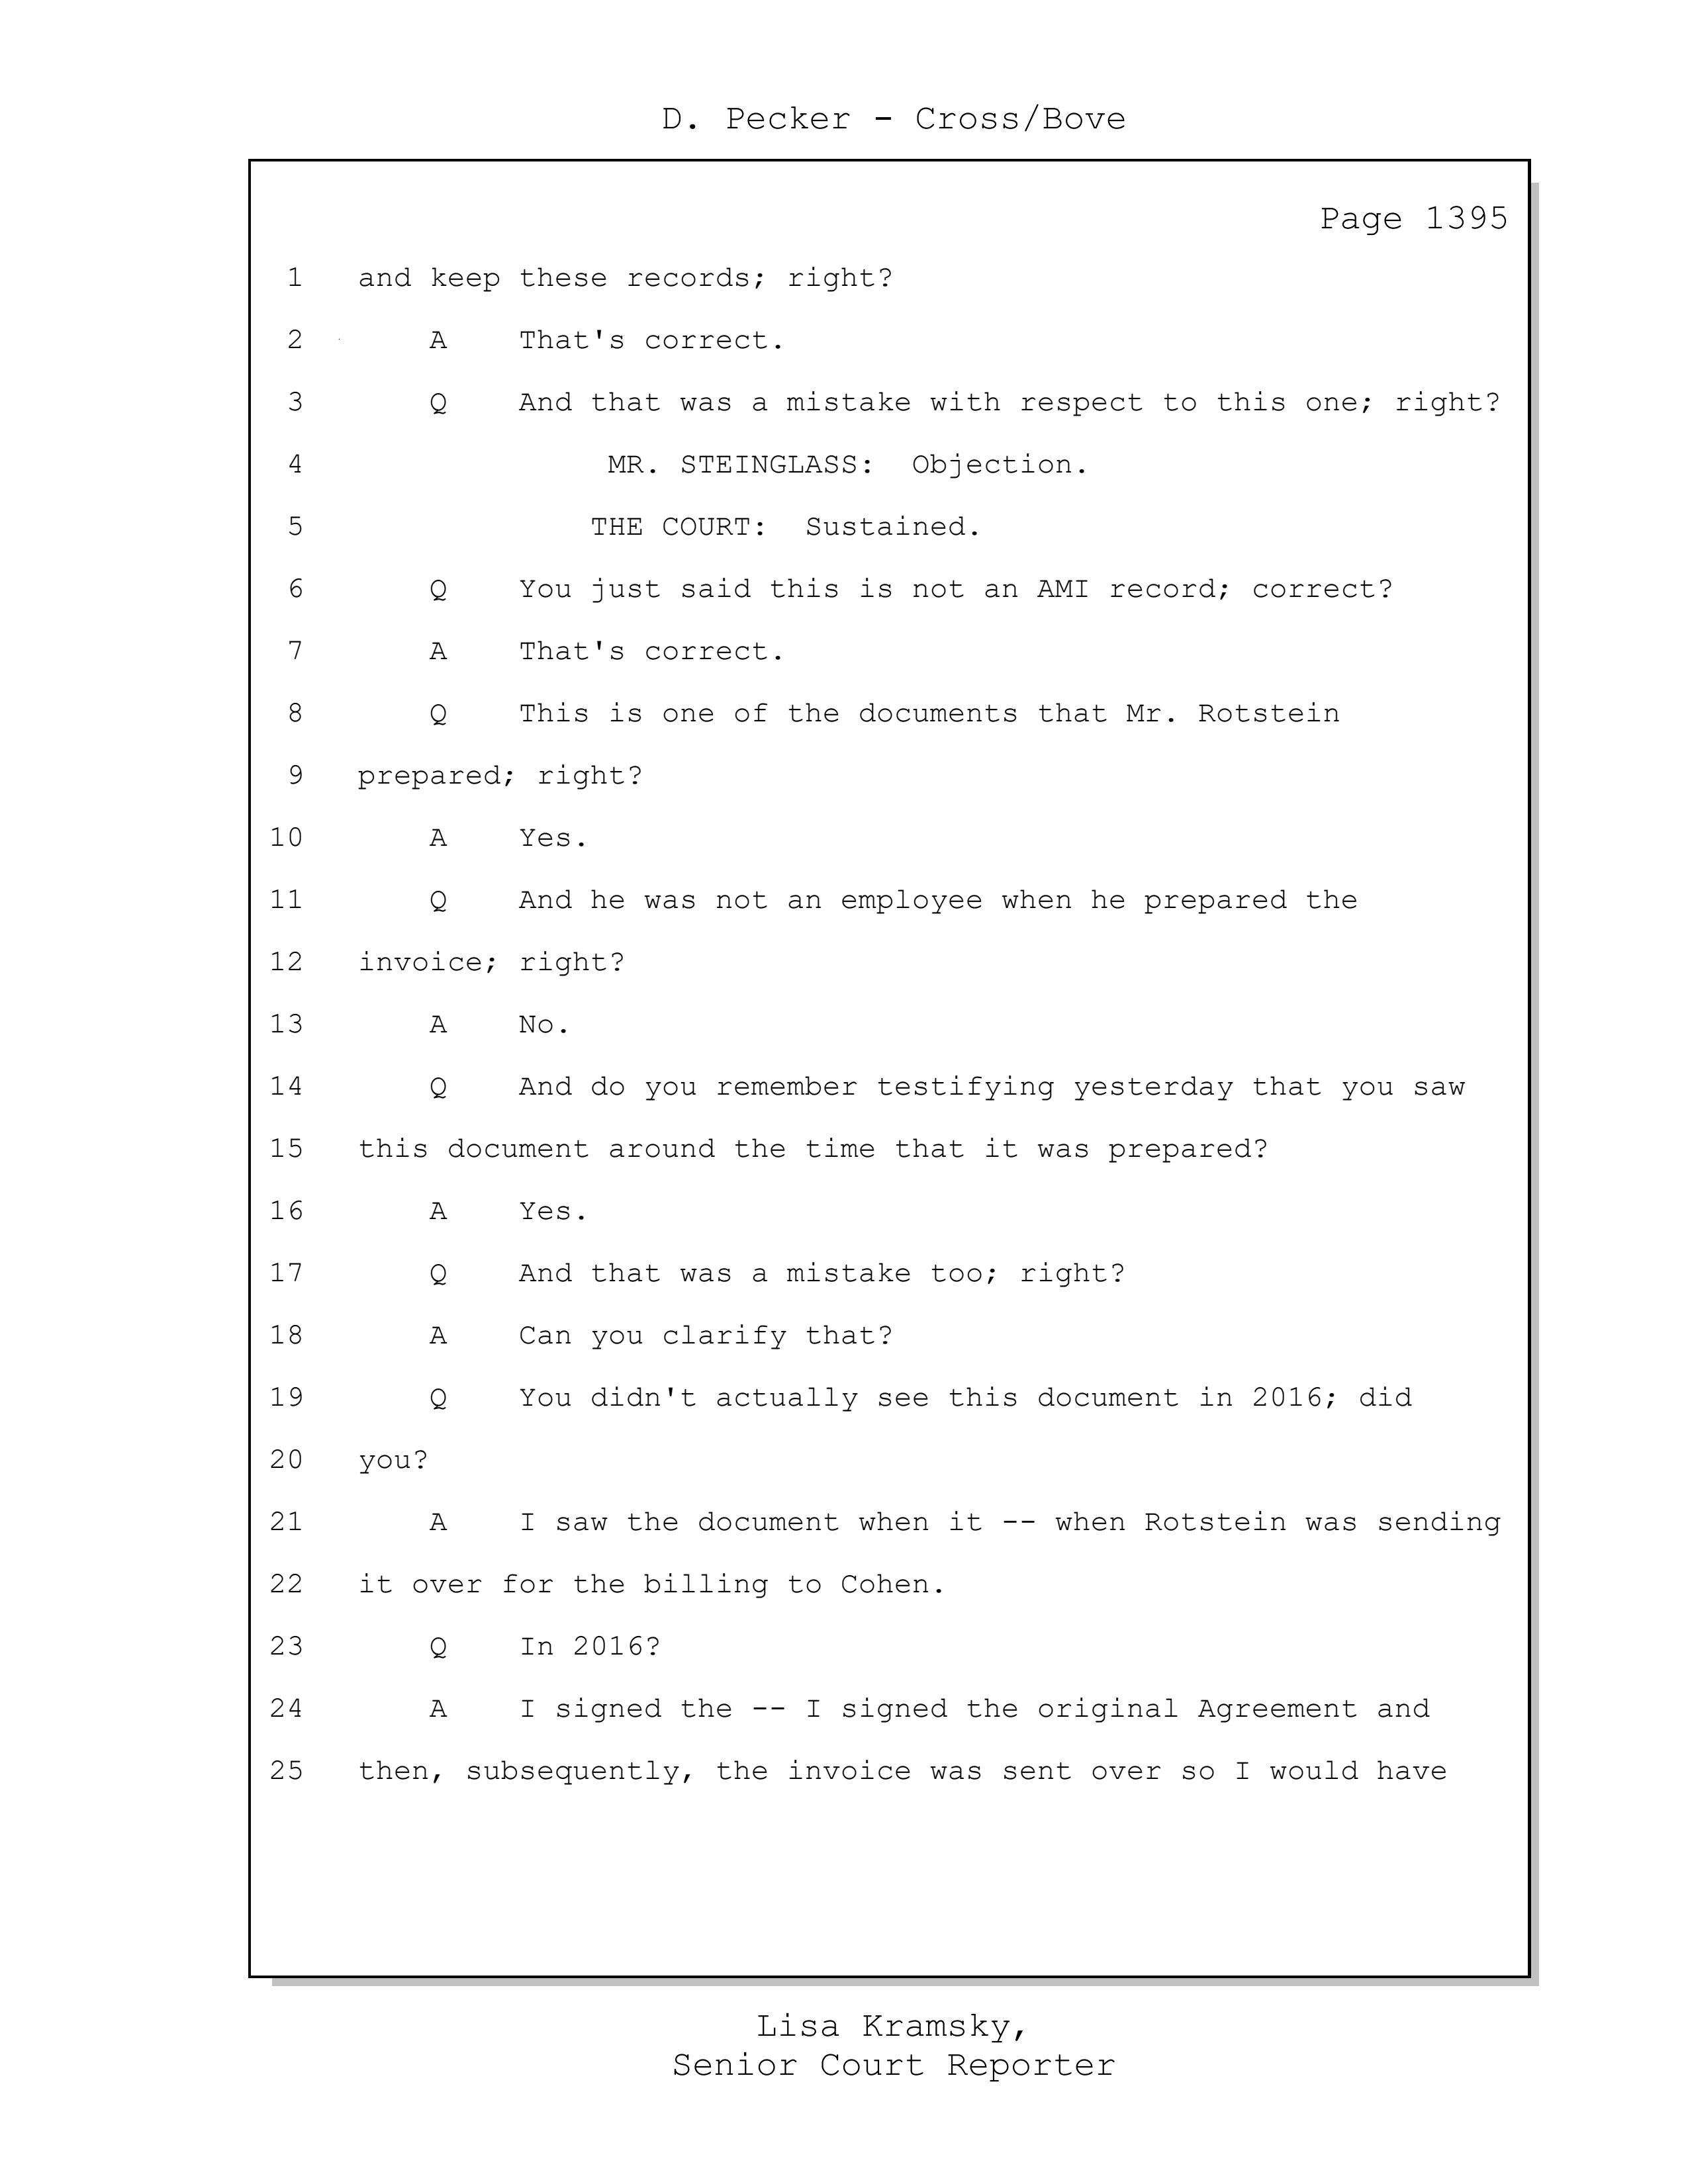 D. Pecker - Cross/Bove
Page 1395
1 and keep these records; right?
2 A That's correct.
3 Q And that was a mistake with respect to this one; right?
4 MR. STEINGLASS: Objection.
5 THE COURT: Sustained.
6 Q You just said this is not an AMI record; correct?
7 A That's correct.
8 Q This is one of the documents that Mr. Rotstein
9 prepared; right?
10 A Yes.
11 Q And he was not an employee when he prepared the
12 invoice; right?
13 A No.
14 Q And do you remember testifying yesterday that you saw
15 this document around the time that it was prepared?
16 A Yes.
17 Q And that was a mistake too; right?
18 A Can you clarify that?
19 Q You didn't actually see this document in 2016; did
20 you?
21 A I saw the document when it -- when Rotstein was sending
22 it over for the billing to Cohen.
23 Q In 2016?
24 A I signed the -- I signed the original Agreement and
25 then, subsequently, the invoice was sent over so I would have
Lisa Kramsky,
Senior Court Reporter